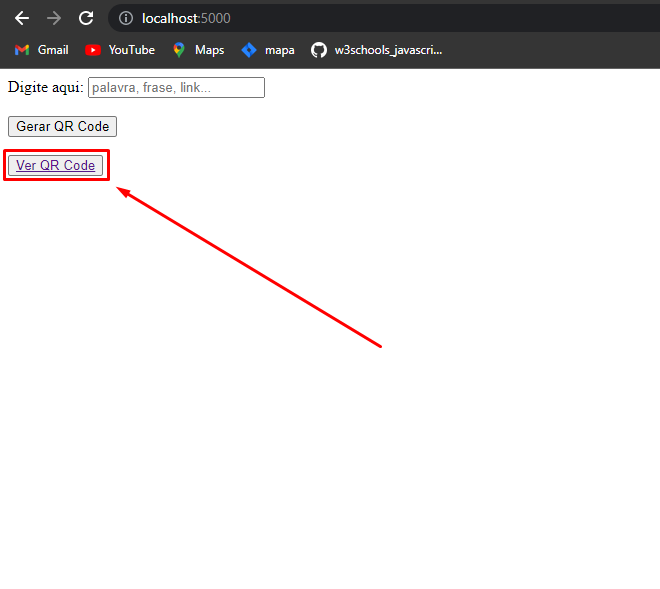 localhost:5000
Gmail YouTube Maps mapa w3schools_javascri...
Digite aqui: palavra, frase, link...
Gerar QR Code
Ver QR Code